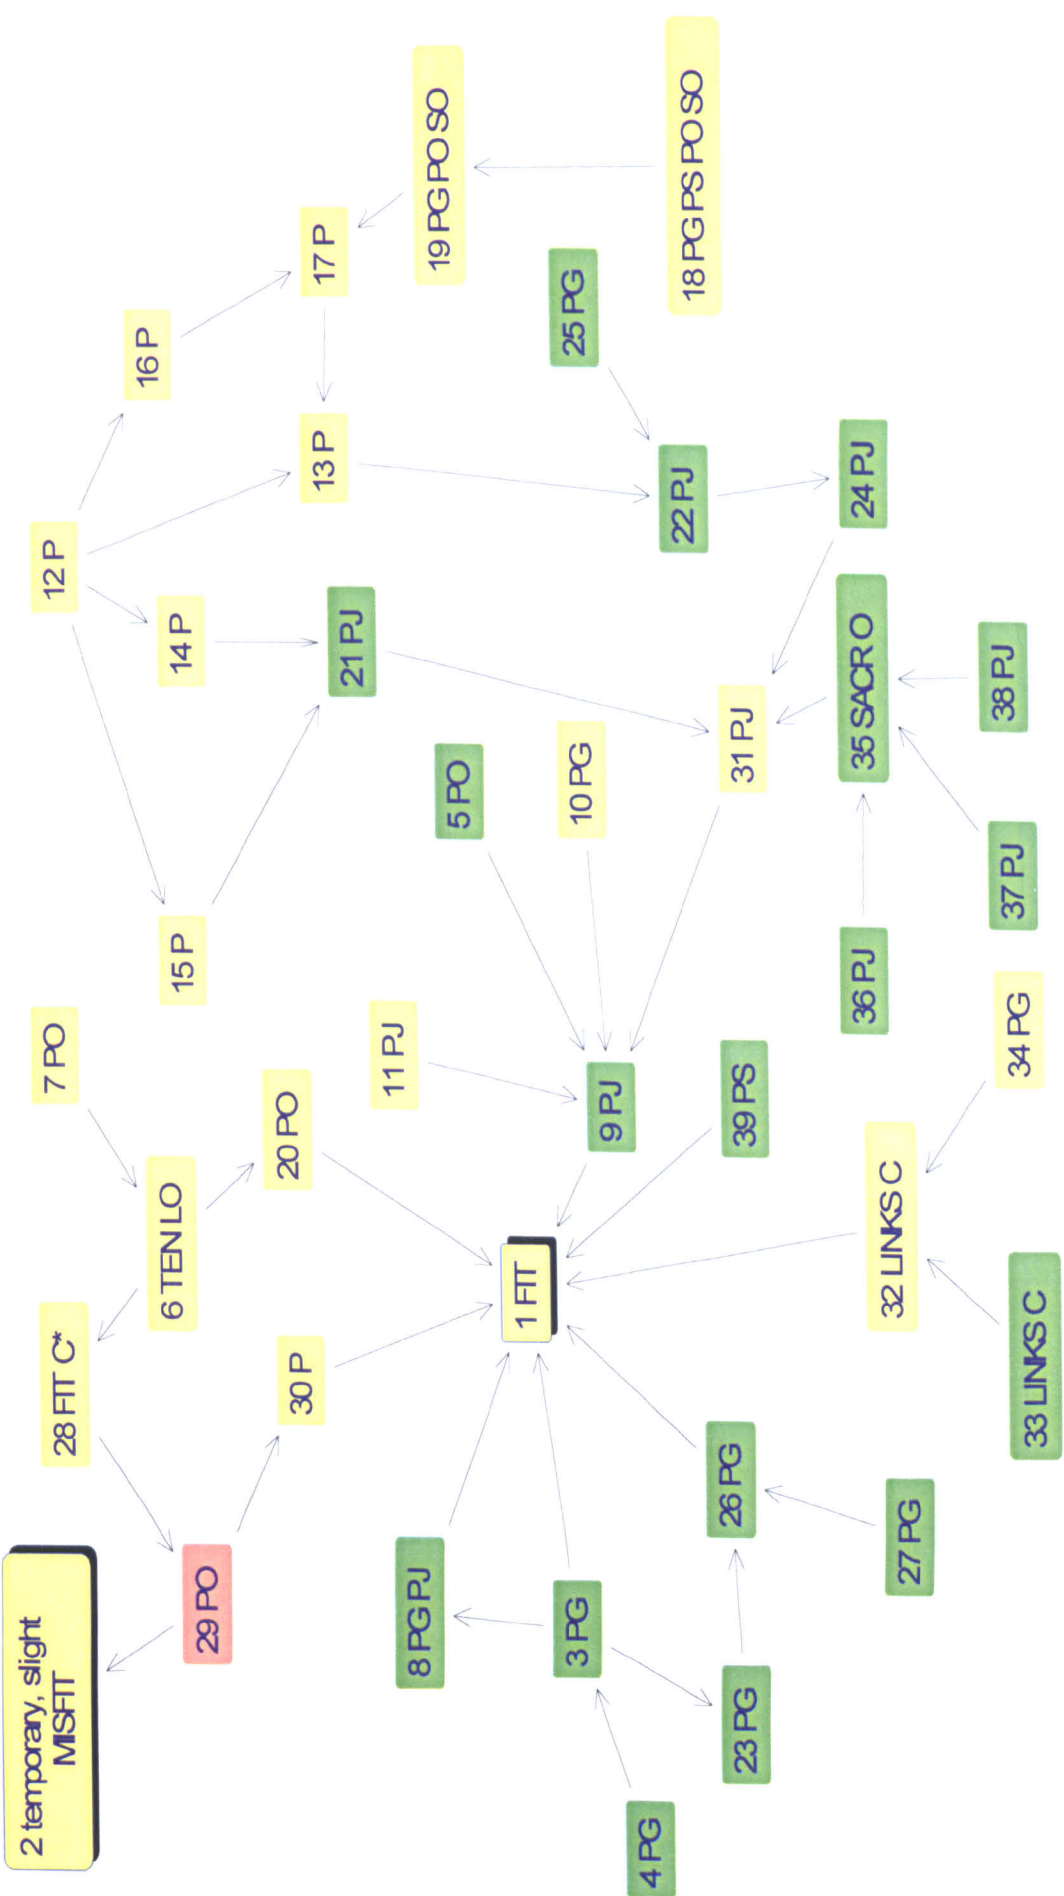 2 temporary, slight
MISFIT
28 FIT C*
6 TEN LO
7 PO
12 P
16 P
29 PO
30 P
20 PO
15 P
14 P
13 P
17 P
8 PG PJ
1 FIT
11 PJ
21 PJ
5 PO
19 PG PO SO
4 PG
3 PG
9 PJ
10 PG
25 PG
23 PG
26 PG
39 PS
31 PJ
22 PJ
18 PG PS PO SO
27 PG
32 LINKS C
36 PJ
35 SACR O
24 PJ
33 LINKS C
34 PG
37 PJ
38 PJ